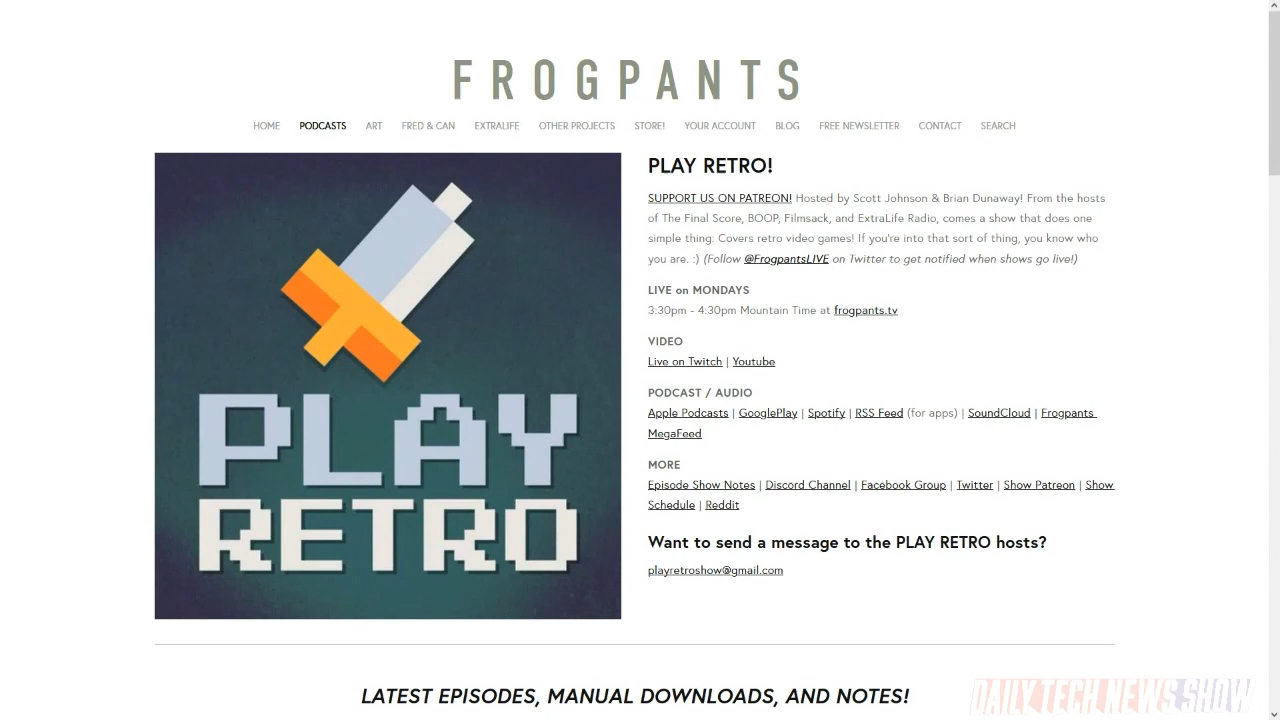 FROGPANTS
HOME PODCASTS ART FRED & CAN EXTRALIFE OTHER PROJECTS STORE! YOUR ACCOUNT BLOG FREE NEWSLETTER CONTACT SEARCH
PLAY
RETRO
PLAY RETRO!
SUPPORT US ON PATREON! Hosted by Scott Johnson & Brian Dunaway! From the hosts
of The Final Score, BOOP, Filmsack, and ExtraLife Radio, comes a show that does one
simple thing: Covers retro video games! If you're into that sort of thing, you know who
you are. :) (Follow @FrogpantsLIVE on Twitter to get notified when shows go live!)
LIVE on MONDAYS
3:30pm - 4:30pm Mountain Time at frogpants.tv
VIDEO
Live on Twitch | Youtube
PODCAST / AUDIO
Apple Podcasts | GooglePlay | Spotify | RSS Feed (for apps) | SoundCloud | Frogpants
MegaFeed
MORE
Episode Show Notes | Discord Channel | Facebook Group | Twitter | Show Patreon | Show
Schedule | Reddit
Want to send a message to the PLAY RETRO hosts?
playretroshow@gmail.com
LATEST EPISODES, MANUAL DOWNLOADS, AND NOTES!
DAILY TECH NEWS SHOW